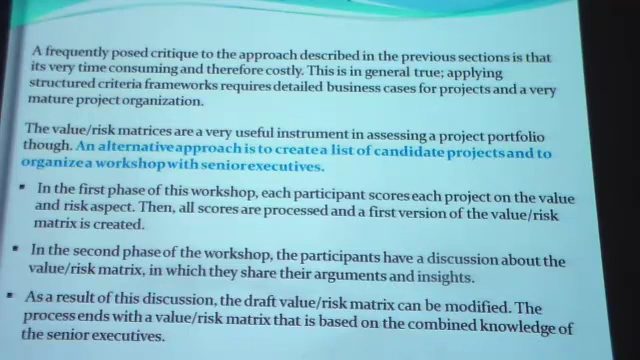 A frequently posed critique to the approach described in the previous sections is that
its very time consuming and therefore costly. This is in general true; applying
structured criteria frameworks requires detailed business cases for projects and a very
mature project organization.
The value/risk matrices are a very useful instrument in assessing a project portfolio
though. An alternative approach is to create a list of candidate projects and to
organize a workshop with senior executives.
▪ In the first phase of this workshop, each participant scores each project on the value
and risk aspect. Then, all scores are processed and a first version of the value/risk
matrix is created.
▪ In the second phase of the workshop, the participants have a discussion about the
value/risk matrix, in which they share their arguments and insights.
▪ As a result of this discussion, the draft value/risk matrix can be modified. The
process ends with a value/risk matrix that is based on the combined knowledge of
the senior executives.